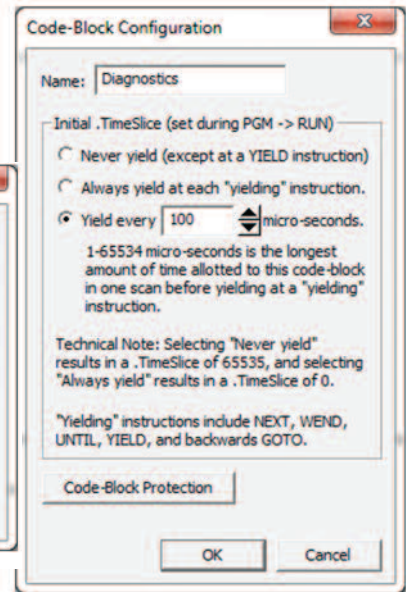 Code-Block Configuration
Name: Diagnostics
Initial .TimeSlice (set during PGM -> RUN)
Never yield (except at a YIELD instruction)
Always yield at each "yielding" instruction.
Yield every 100 micro-seconds.
1-65534 micro-seconds is the longest
amount of time allotted to this code-block
in one scan before yielding at a "yielding"
instruction.
Technical Note: Selecting "Never yield"
results in a .TimeSlice of 65535, and selecting
"Always yield" results in a .TimeSlice of 0.
"Yielding" instructions include NEXT, WEND,
UNTIL, YIELD, and backwards GOTO.
Code-Block Protection
OK
Cancel